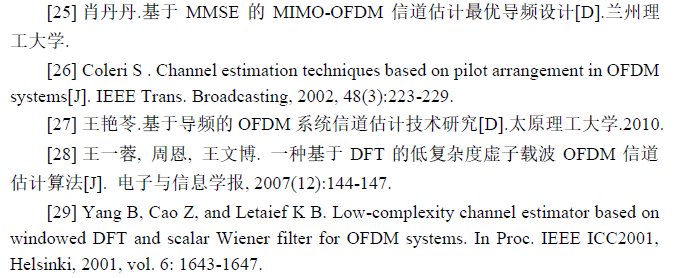 [25] 肖丹丹.基于 MMSE 的 MIMO-OFDM 信道估计最优导频设计[D].兰州理
工大学.
[26] Coleri S . Channel estimation techniques based on pilot arrangement in OFDM
systems[J]. IEEE Trans. Broadcasting, 2002, 48(3):223-229.
[27] 王艳苓.基于导频的 OFDM 系统信道估计技术研究[D].太原理工大学.2010.
[28] 王一蓉, 周恩, 王文博. 一种基于 DFT 的低复杂度虚子载波 OFDM 信道
估计算法[J]. 电子与信息学报, 2007(12):144-147.
[29] Yang B, Cao Z, and Letaief K B. Low-complexity channel estimator based on
windowed DFT and scalar Wiener filter for OFDM systems. In Proc. IEEE ICC2001,
Helsinki, 2001, vol. 6: 1643-1647.